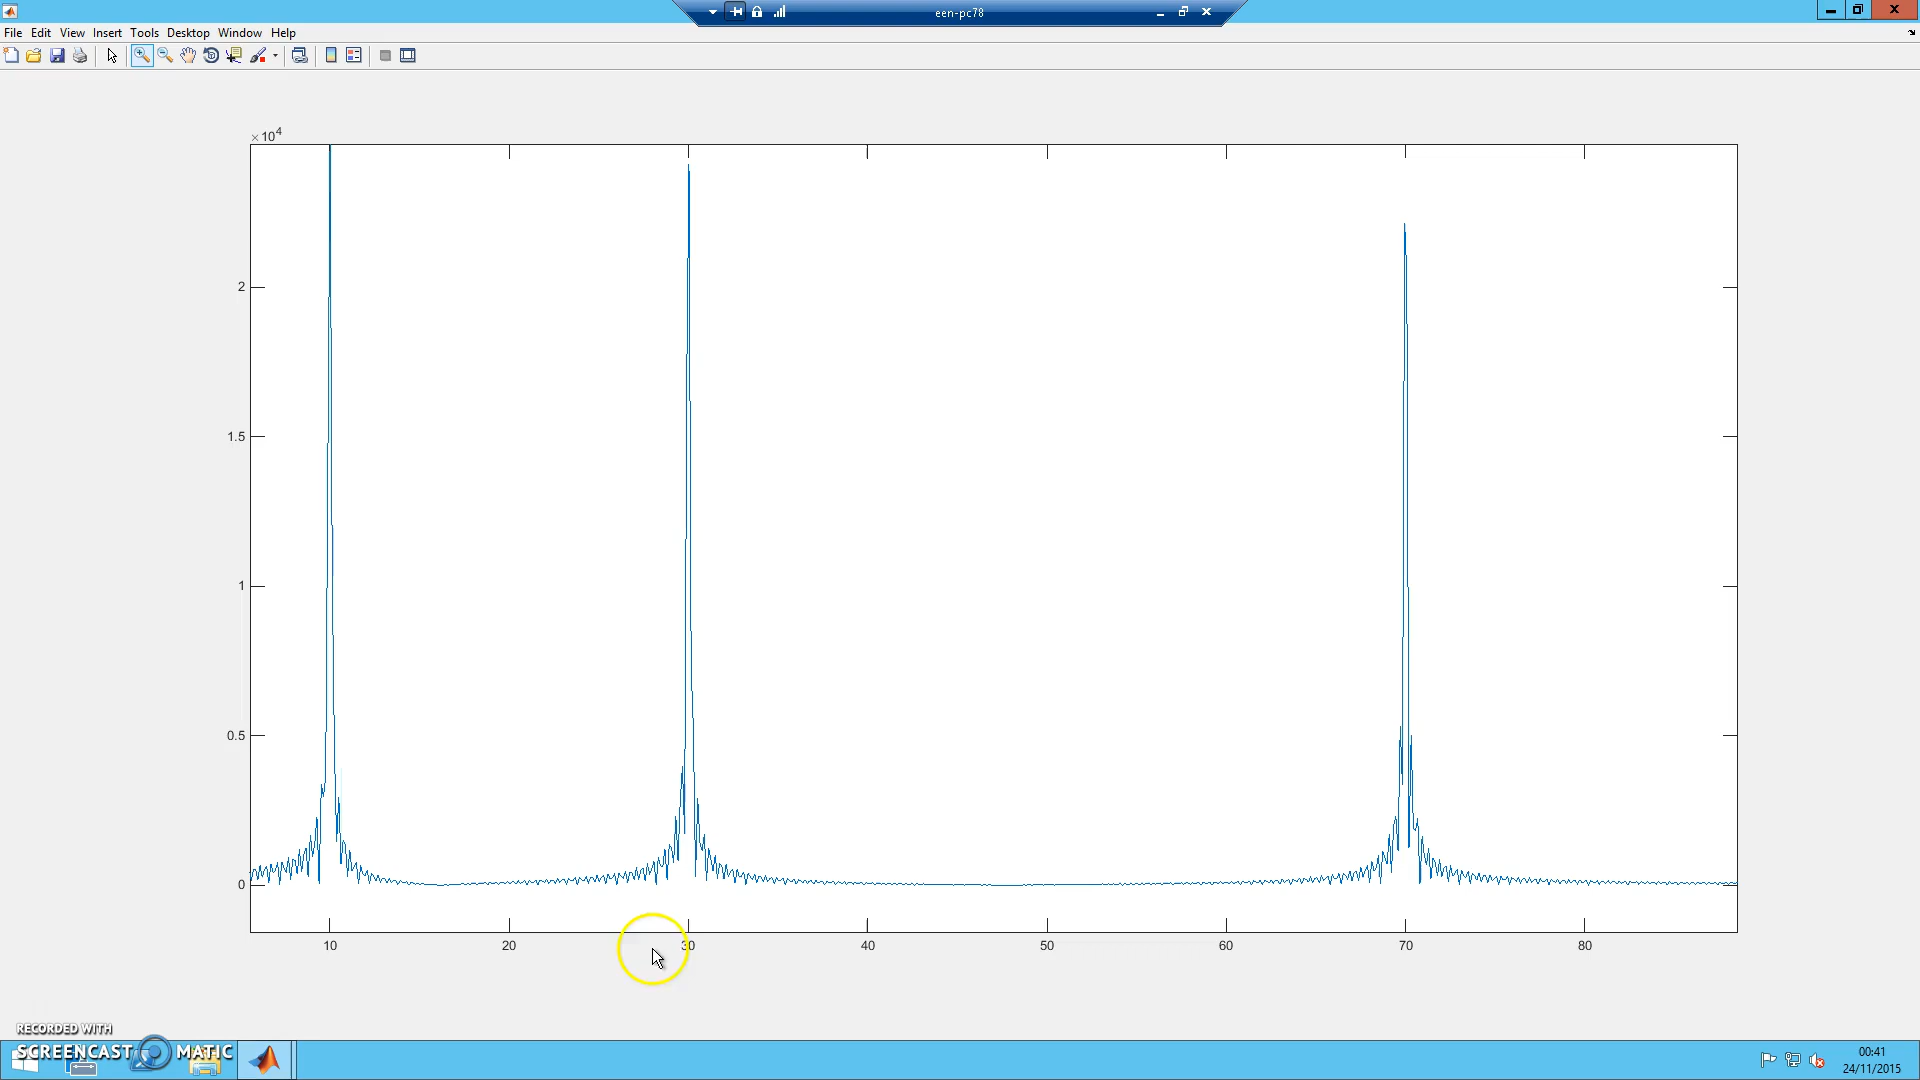 een-pc78
File Edit View Insert Tools Desktop Window Help
×10⁴
2
1.5
1
0.5
0
10 20 30 40 50 60 70 80
RECORDED WITH
SCREENCAST MATIC
00:41
24/11/2015